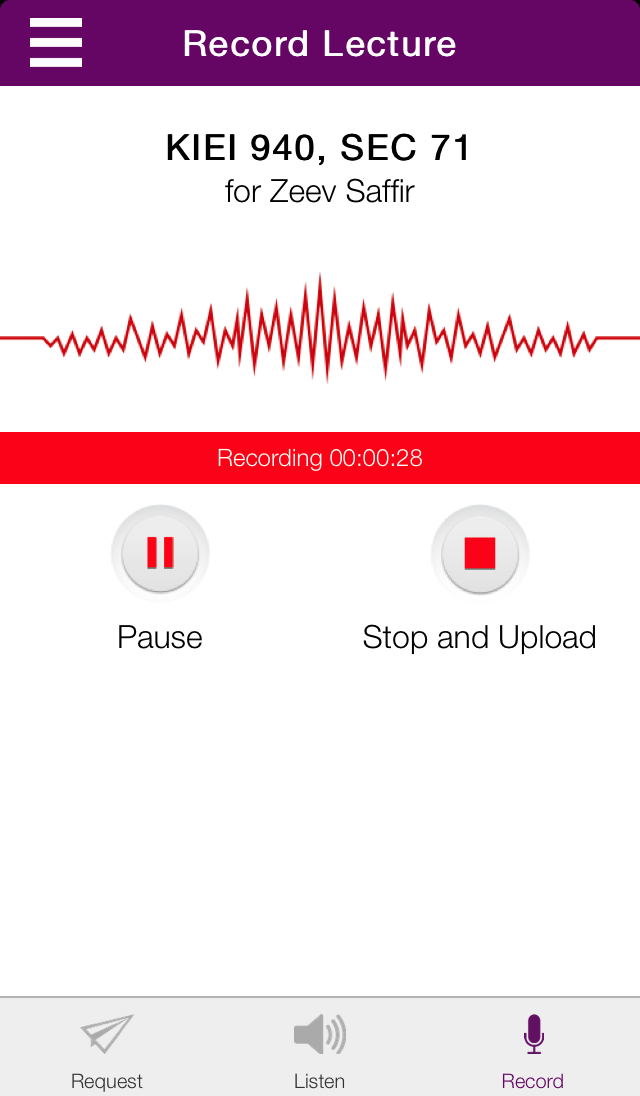 Record Lecture
KIEI 940, SEC 71
for Zeev Saffir
Recording 00:00:28
Pause
Stop and Upload
Request
Listen
Record